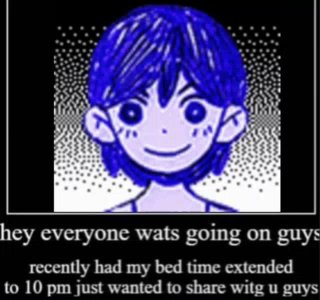 hey everyone wats going on guys
recently had my bed time extended
to 10 pm just wanted to share witg u guys